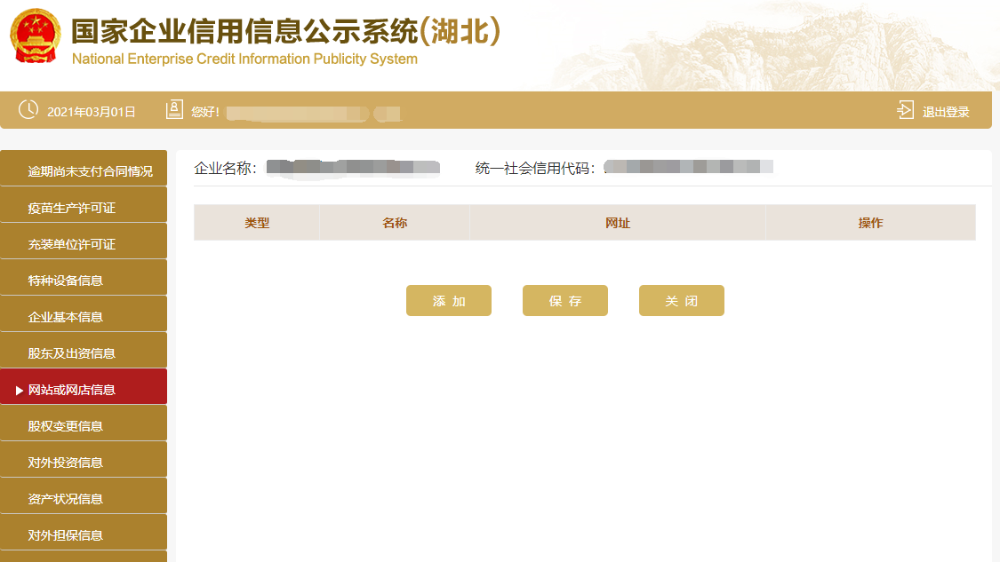 国家企业信用信息公示系统(湖北)
National Enterprise Credit Information Publicity System
2021年03月01日 您好! 退出登录
逾期尚未支付合同情况
疫苗生产许可证
充装单位许可证
特种设备信息
企业基本信息
股东及出资信息
网站或网店信息
股权变更信息
对外投资信息
资产状况信息
对外担保信息
企业名称: 统一社会信用代码:
类型 名称 网址 操作
添 加 保 存 关 闭